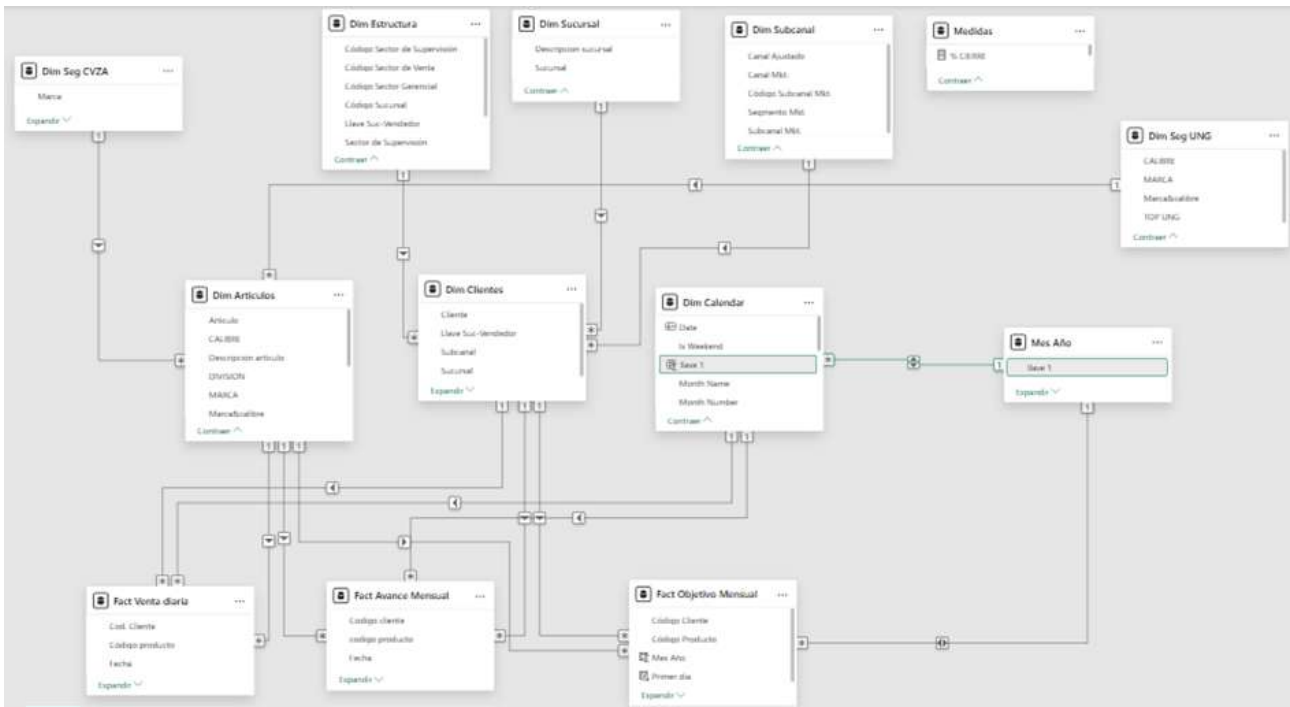 Dim Seg CVZA
Marca
Expandir
Dim Estructura
Código Sector de Supervisión
Código Sector de Venta
Código Sector Gerencial
Código Sucursal
Llave Suc-Vendedor
Sector de Supervisión
Contraer
Dim Sucursal
Descripcion sucursal
Sucursal
Contraer
Dim Subcanal
Canal Ajustado
Canal Mkt.
Código Subcanal Mkt.
Segmento Mkt.
Subcanal Mkt.
Contraer
Medidas
% CIERRE
Contraer
Dim Seg UNG
CALIBRE
MARCA
Marca&calibre
TOP UNG
Contraer
Dim Articulos
Articulo
CALIBRE
Descripcion articulo
DIVISION
MARCA
Marca&calibre
Contraer
Dim Clientes
Cliente
Llave Suc-Vendedor
Subcanal
Sucursal
Expandir
Dim Calendar
Date
Is Weekend
llave 1
Month Name
Month Number
Contraer
Mes Año
llave 1
Expandir
Fact Venta diaria
Cod. Cliente
Código producto
Fecha
Expandir
Fact Avance Mensual
Codigo cliente
codigo producto
Fecha
Expandir
Fact Objetivo Mensual
Código Cliente
Código Producto
Mes Año
Primer dia
Expandir